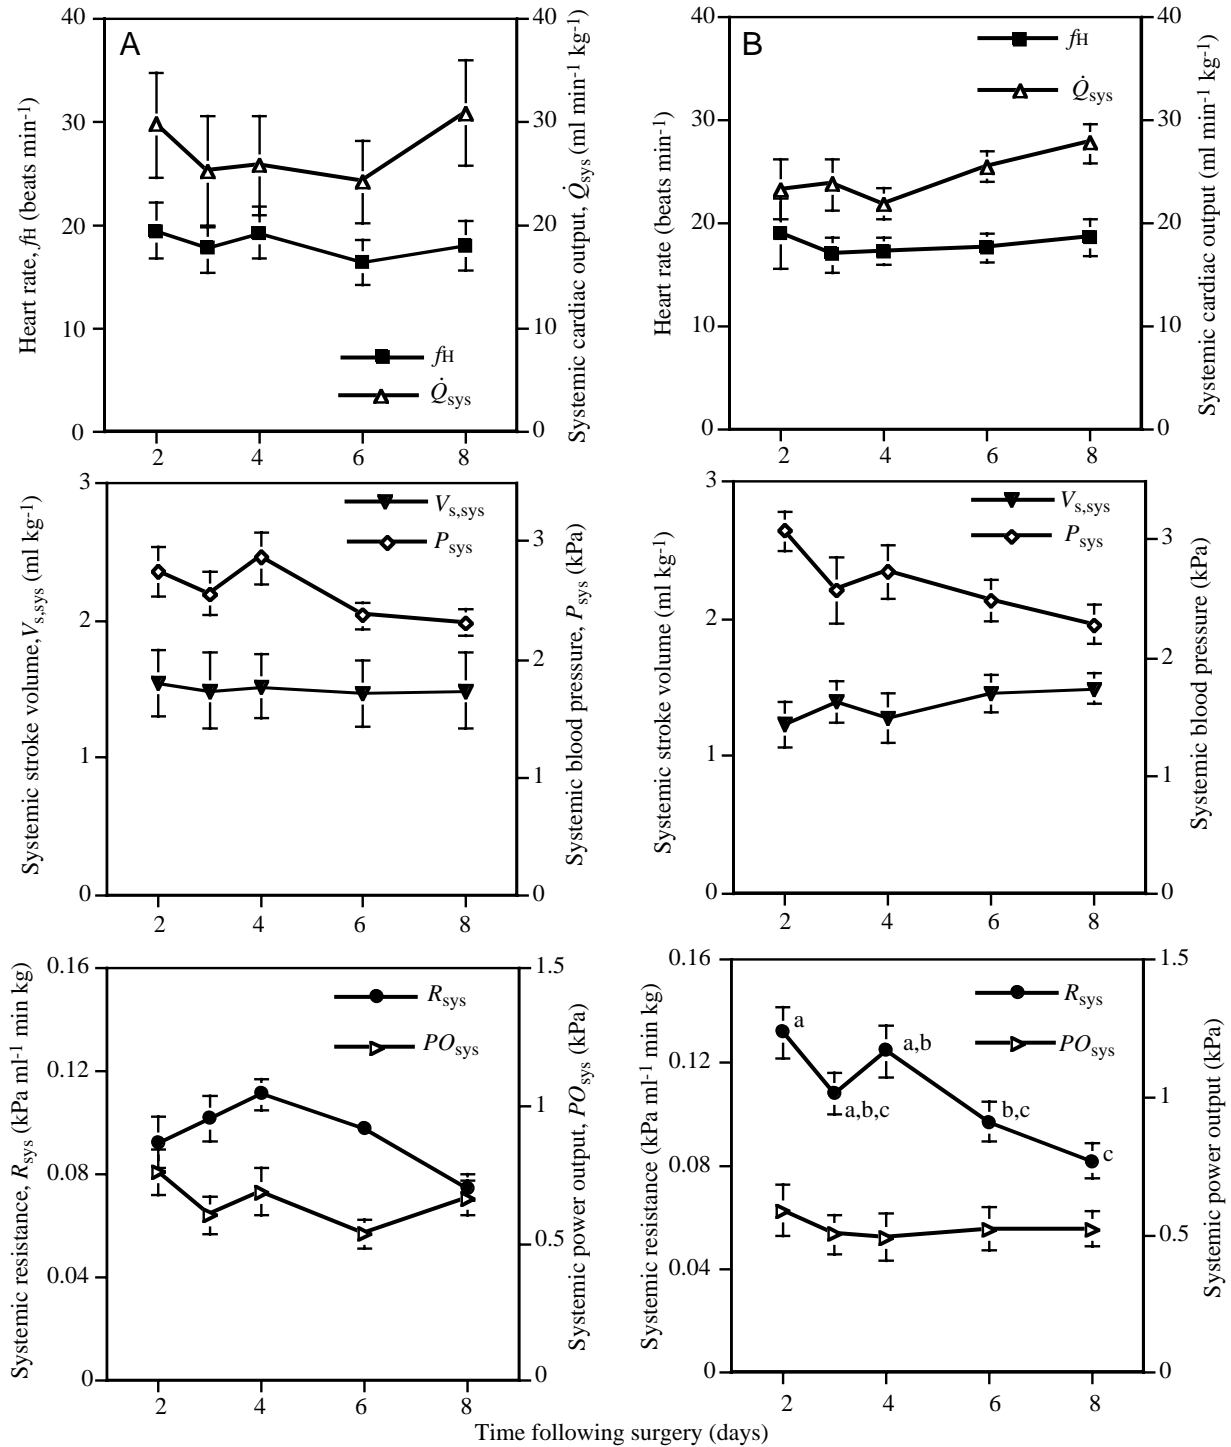 A
40
30
20
10
0
40
30
20
10
0
Heart rate, fH (beats min-1)
Systemic cardiac output, Q̇sys (ml min-1 kg-1)
fH
Q̇sys
2 4 6 8
B
40
30
20
10
0
40
30
20
10
0
Heart rate (beats min-1)
Systemic cardiac output (ml min-1 kg-1)
fH
Q̇sys
2 4 6 8
3
2
1
0
3
2
1
0
Systemic stroke volume,Vs,sys (ml kg-1)
Systemic blood pressure, Psys (kPa)
Vs,sys
Psys
2 4 6 8
3
2
1
0
3
2
1
0
Systemic stroke volume (ml kg-1)
Systemic blood pressure (kPa)
Vs,sys
Psys
2 4 6 8
0.16
0.12
0.08
0.04
0
1.5
1
0.5
0
Systemic resistance, Rsys (kPa ml-1 min kg)
Systemic power output, POsys (kPa)
Rsys
POsys
2 4 6 8
0.16
0.12
0.08
0.04
0
1.5
1
0.5
0
Systemic resistance (kPa ml-1 min kg)
Systemic power output (kPa)
Rsys
POsys
a
a,b
a,b,c
b,c
c
2 4 6 8
Time following surgery (days)